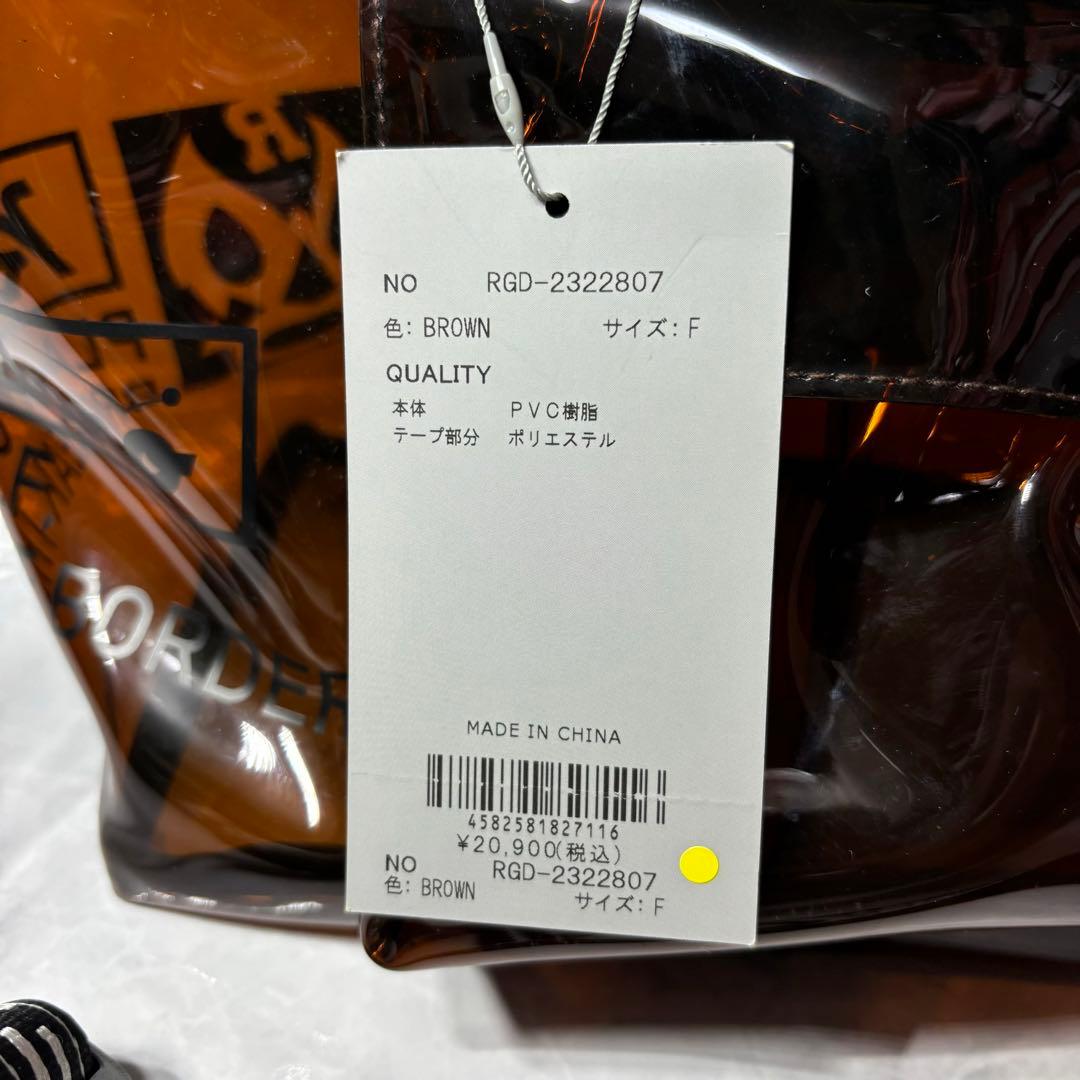 NO RGD-2322807
色: BROWN サイズ: F
QUALITY
本体 PVC樹脂
テープ部分 ポリエステル
MADE IN CHINA
4582581827116
¥20,900(税込)
NO RGD-2322807
色: BROWN サイズ: F
R
BORDER